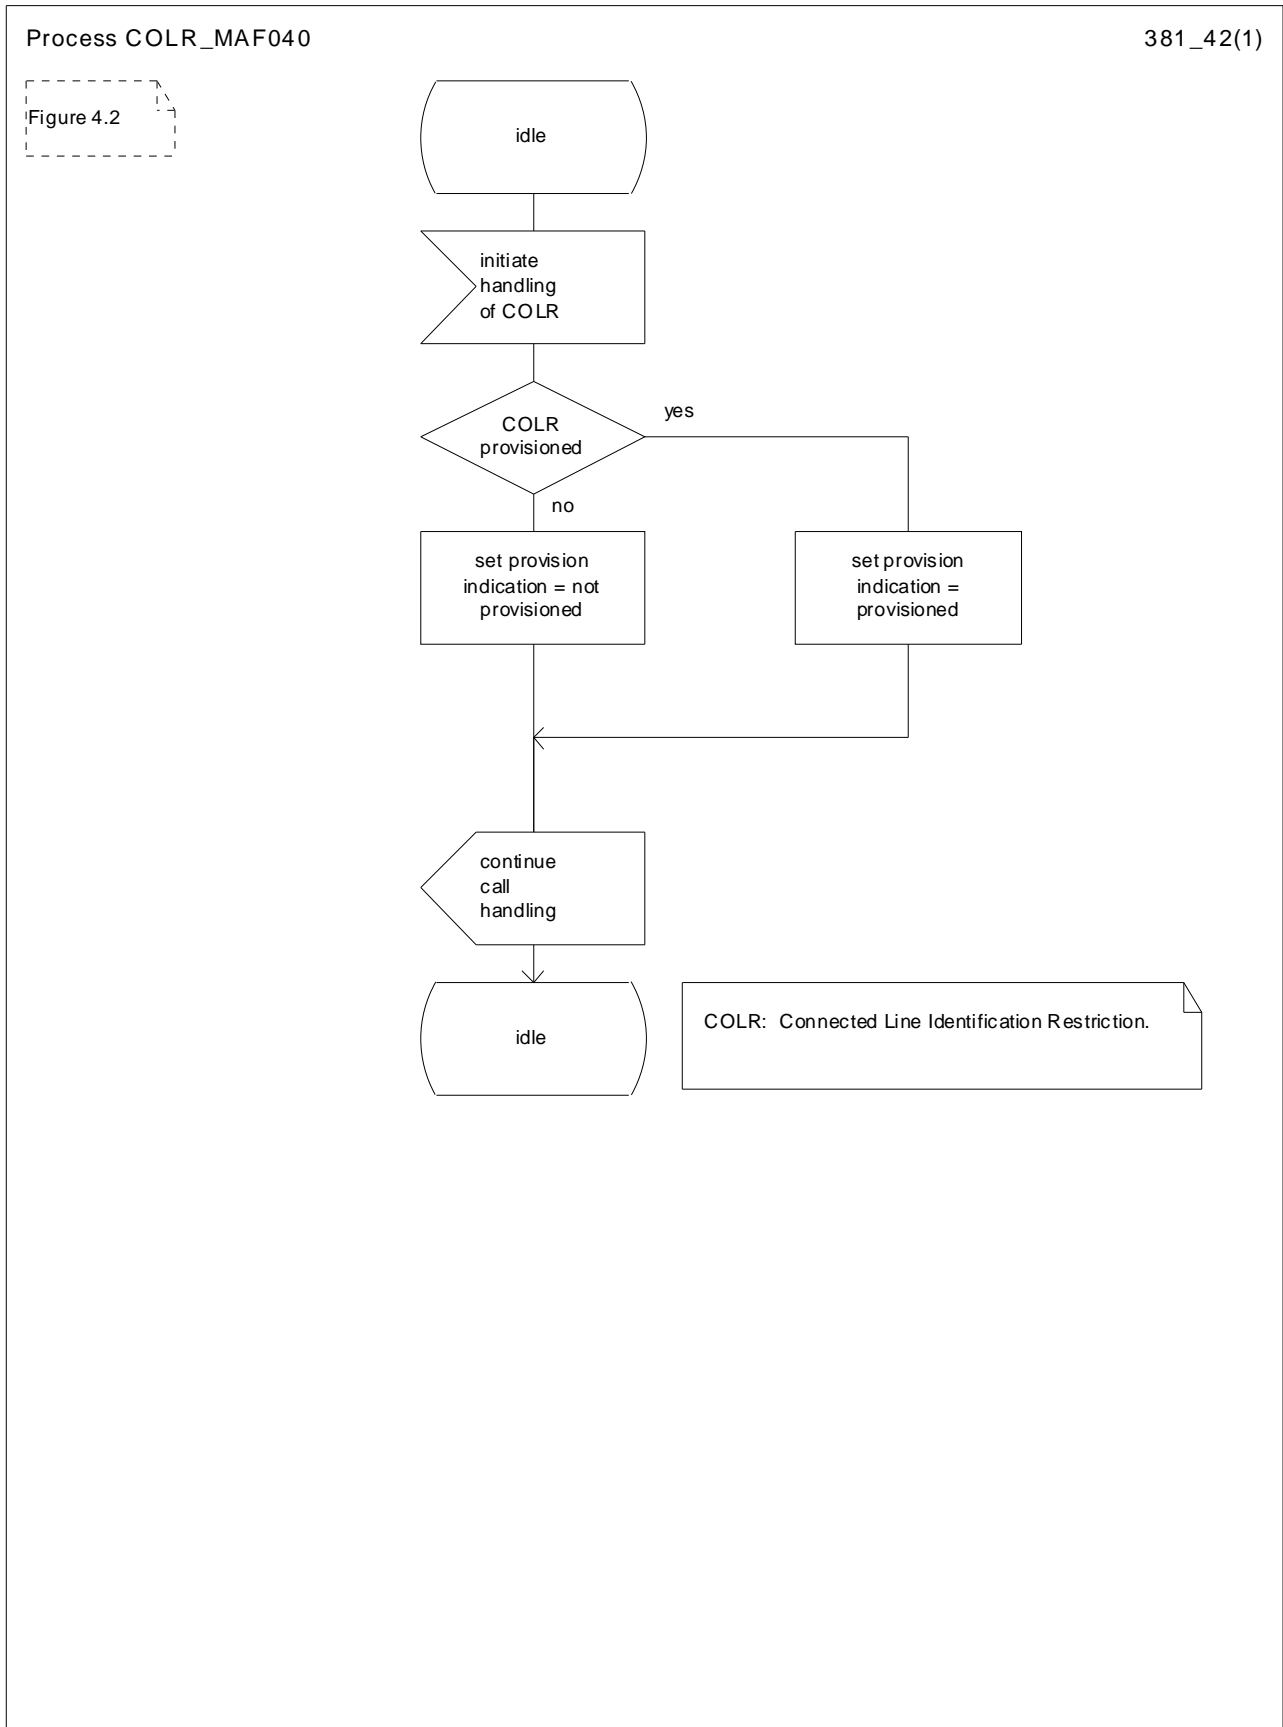 Process COLR_MAF040
381_42(1)
Figure 4.2
idle
initiate
handling
of COLR
COLR
provisioned
yes
no
set provision
indication = not
provisioned
set provision
indication =
provisioned
continue
call
handling
idle
COLR: Connected Line Identification Restriction.